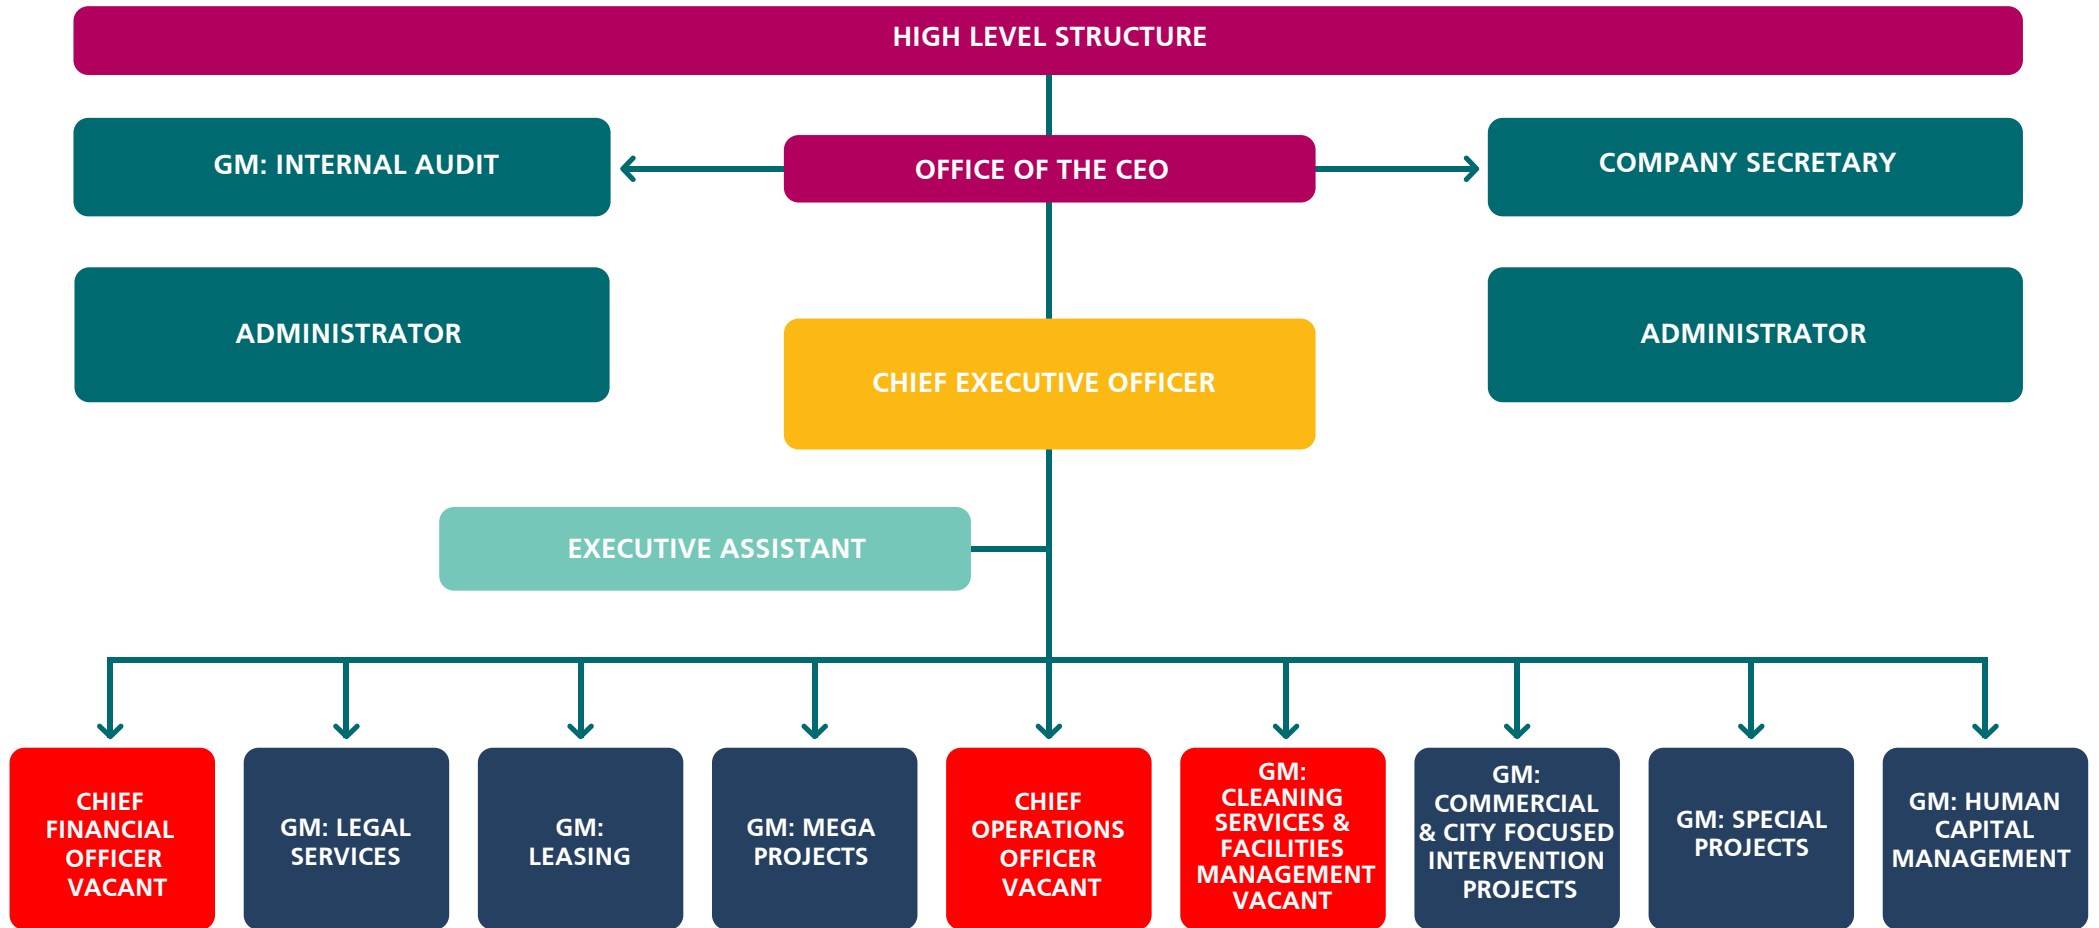 HIGH LEVEL STRUCTURE
GM: INTERNAL AUDIT
OFFICE OF THE CEO
COMPANY SECRETARY
ADMINISTRATOR
CHIEF EXECUTIVE OFFICER
ADMINISTRATOR
EXECUTIVE ASSISTANT
CHIEF
FINANCIAL
OFFICER
VACANT
GM: LEGAL
SERVICES
GM:
LEASING
GM: MEGA
PROJECTS
CHIEF
OPERATIONS
OFFICER
VACANT
GM:
CLEANING
SERVICES &
FACILITIES
MANAGEMENT
VACANT
GM:
COMMERCIAL
& CITY FOCUSED
INTERVENTION
PROJECTS
GM: SPECIAL
PROJECTS
GM: HUMAN
CAPITAL
MANAGEMENT